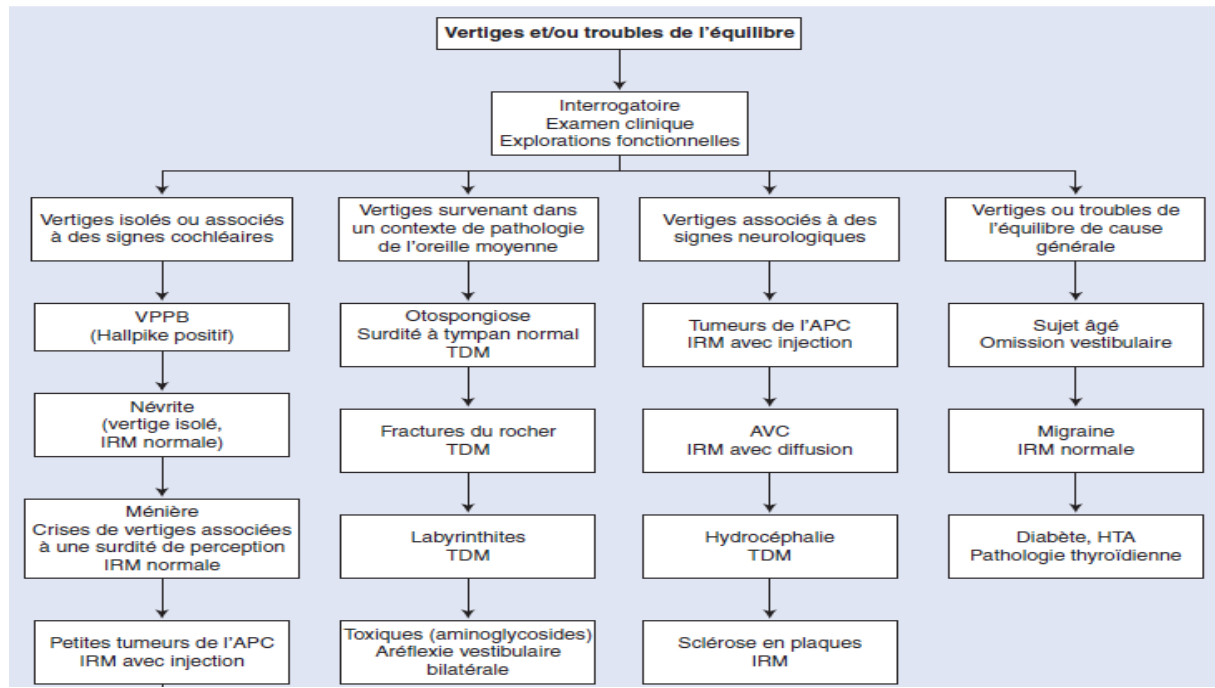 Vertiges et/ou troubles de l'équilibre
Interrogatoire
Examen clinique
Explorations fonctionnelles
Vertiges isolés ou associés
à des signes cochléaires
VPPB
(Hallpike positif)
Névrite
(vertige isolé,
IRM normale)
Ménière
Crises de vertiges associées
à une surdité de perception
IRM normale
Petites tumeurs de l'APC
IRM avec injection
Vertiges survenant dans
un contexte de pathologie
de l'oreille moyenne
Otospongiose
Surdité à tympan normal
TDM
Fractures du rocher
TDM
Labyrinthites
TDM
Toxiques (aminoglycosides)
Aréflexie vestibulaire
bilatérale
Vertiges associés à des
signes neurologiques
Tumeurs de l'APC
IRM avec injection
AVC
IRM avec diffusion
Hydrocéphalie
TDM
Sclérose en plaques
IRM
Vertiges ou troubles de
l'équilibre de cause
générale
Sujet âgé
Omission vestibulaire
Migraine
IRM normale
Diabète, HTA
Pathologie thyroïdienne